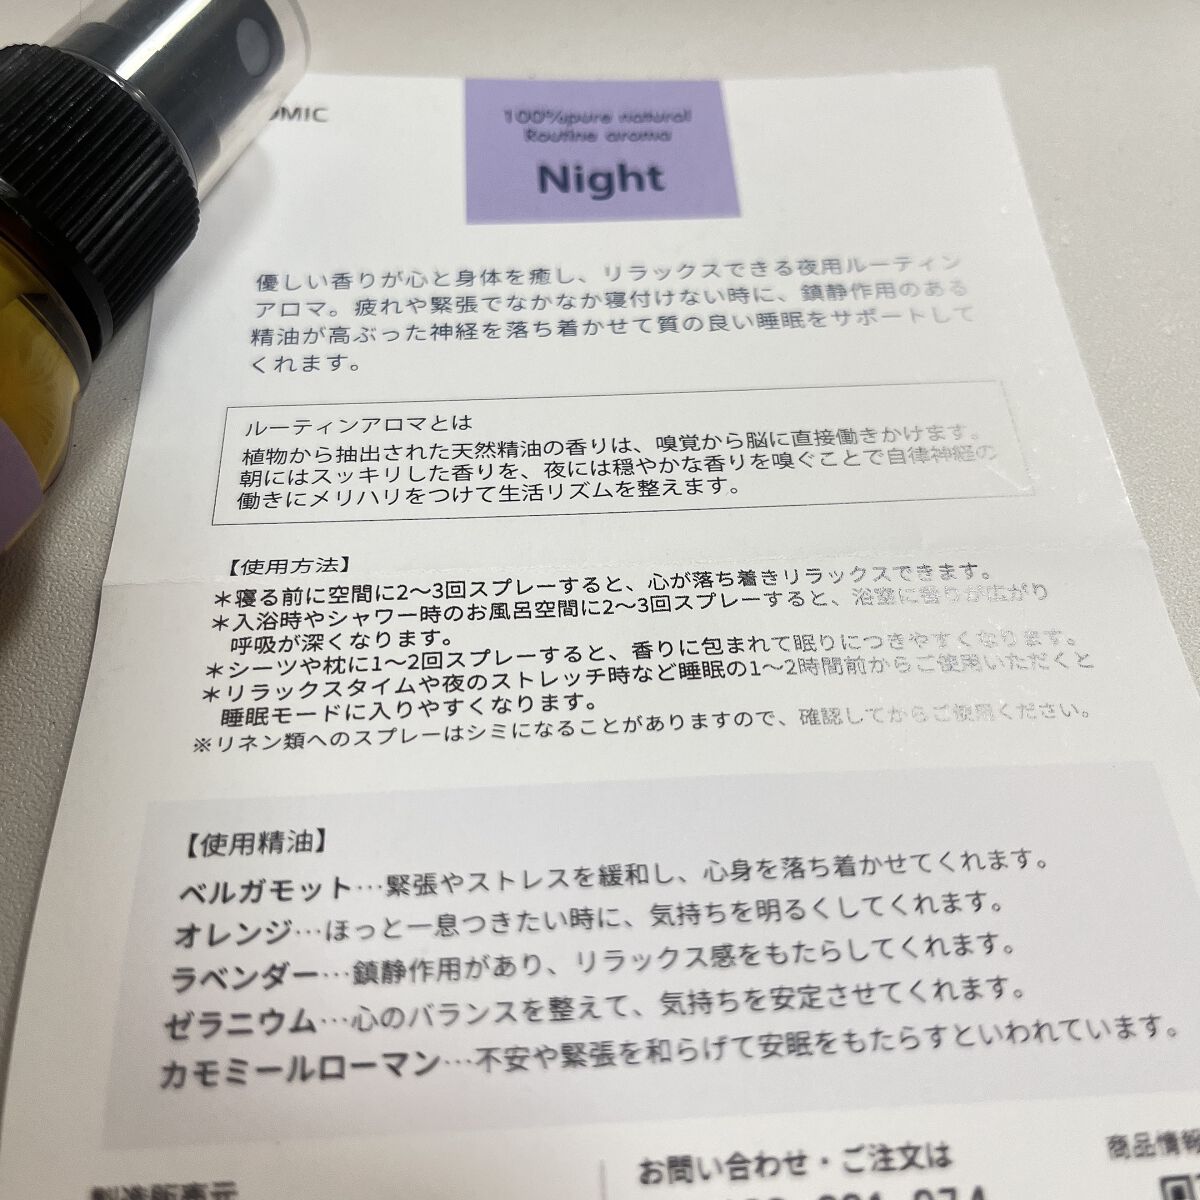 OMIC
100%pure natural
Routine aroma
Night
優しい香りが心と身体を癒し、リラックスできる夜用ルーティン
アロマ。疲れや緊張でなかなか寝付けない時に、鎮静作用のある
精油が高ぶった神経を落ち着かせて質の良い睡眠をサポートして
くれます。
ルーティンアロマとは
植物から抽出された天然精油の香りは、嗅覚から脳に直接働きかけます。
朝にはスッキリした香りを、夜には穏やかな香りを嗅ぐことで自律神経の
働きにメリハリをつけて生活リズムを整えます。
【使用方法】
＊寝る前に空間に2～3回スプレーすると、心が落ち着きリラックスできます。
＊入浴時やシャワー時のお風呂空間に2～3回スプレーすると、浴室に香りが広がり
呼吸が深くなります。
＊シーツや枕に1～2回スプレーすると、香りに包まれて眠りにつきやすくなります。
＊リラックスタイムや夜のストレッチ時など睡眠の1～2時間前からご使用いただくと
睡眠モードに入りやすくなります。
※リネン類へのスプレーはシミになることがありますので、確認してからご使用ください。
【使用精油】
ベルガモット…緊張やストレスを緩和し、心身を落ち着かせてくれます。
オレンジ…ほっと一息つきたい時に、気持ちを明るくしてくれます。
ラベンダー…鎮静作用があり、リラックス感をもたらしてくれます。
ゼラニウム…心のバランスを整えて、気持ちを安定させてくれます。
カモミールローマン…不安や緊張を和らげて安眠をもたらすといわれています。
製造販売元
お問い合わせ・ご注文は
商品情報